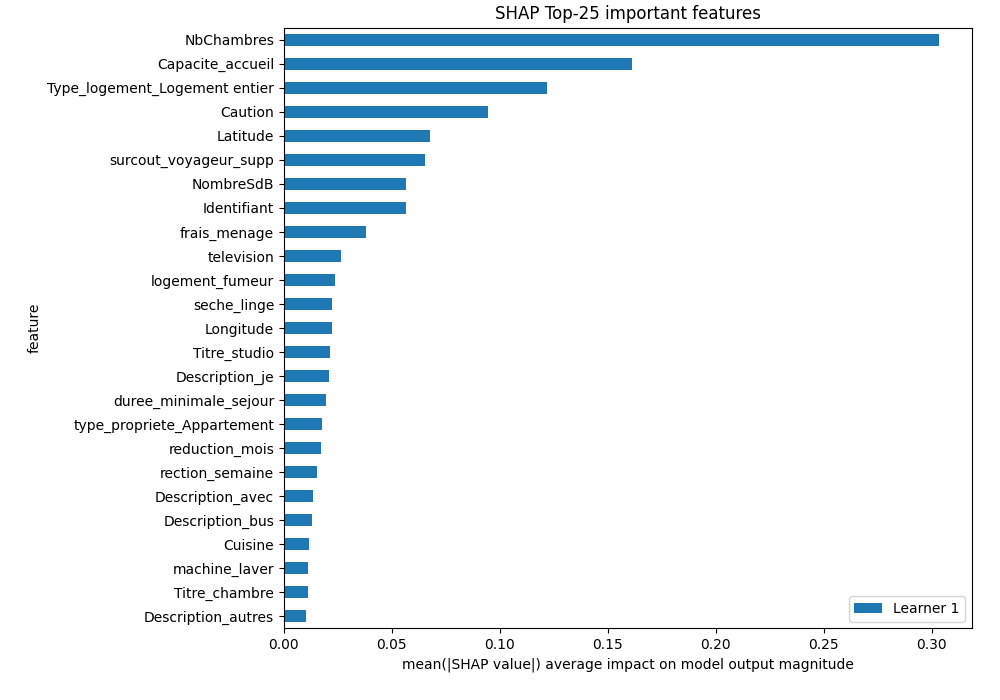 SHAP Top-25 important features
NbChambres
Capacite_accueil
Type_logement_Logement entier
Caution
Latitude
surcout_voyageur_supp
NombreSdB
Identifiant
frais_menage
television
logement_fumeur
seche_linge
Longitude
Titre_studio
Description_je
duree_minimale_sejour
type_propriete_Appartement
reduction_mois
rection_semaine
Description_avec
Description_bus
Cuisine
machine_laver
Titre_chambre
Description_autres
feature
Learner 1
0.00 0.05 0.10 0.15 0.20 0.25 0.30
mean(|SHAP value|) average impact on model output magnitude